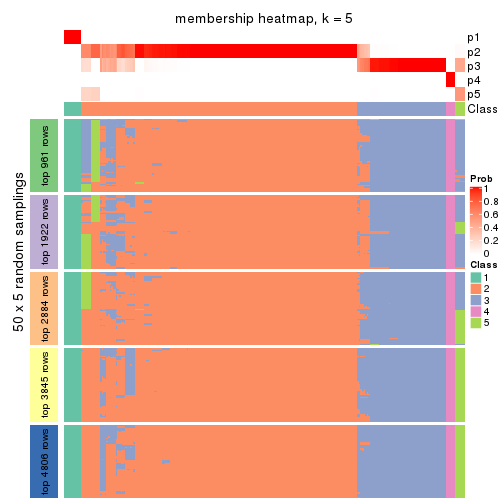 membership heatmap, k = 5
p1
p2
p3
p4
p5
Class
50 x 5 random samplings
top 961 rows
top 1922 rows
top 2884 rows
top 3845 rows
top 4806 rows
Prob
1
0.8
0.6
0.4
0.2
0
Class
1
2
3
4
5